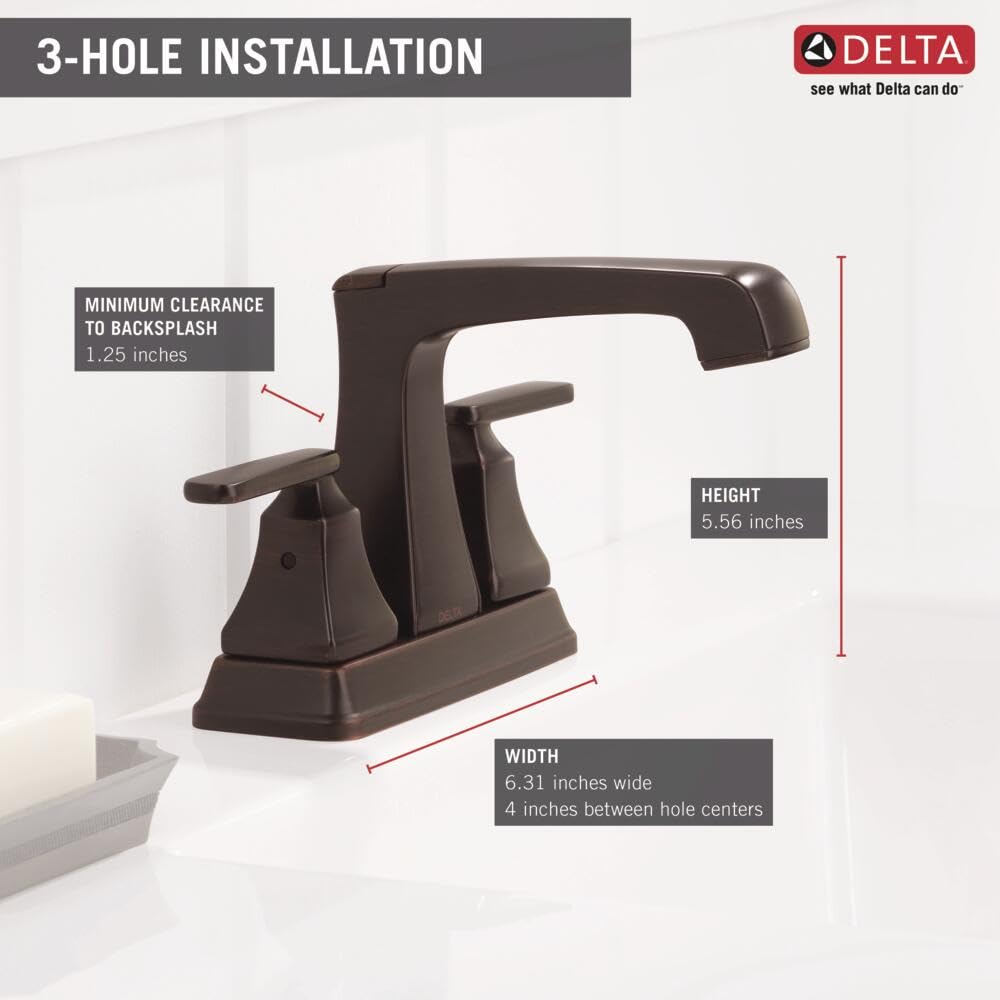 3-HOLE INSTALLATION
DELTA
see what Delta can do℠
MINIMUM CLEARANCE
TO BACKSPLASH
1.25 inches
HEIGHT
5.56 inches
DELTA
WIDTH
6.31 inches wide
4 inches between hole centers